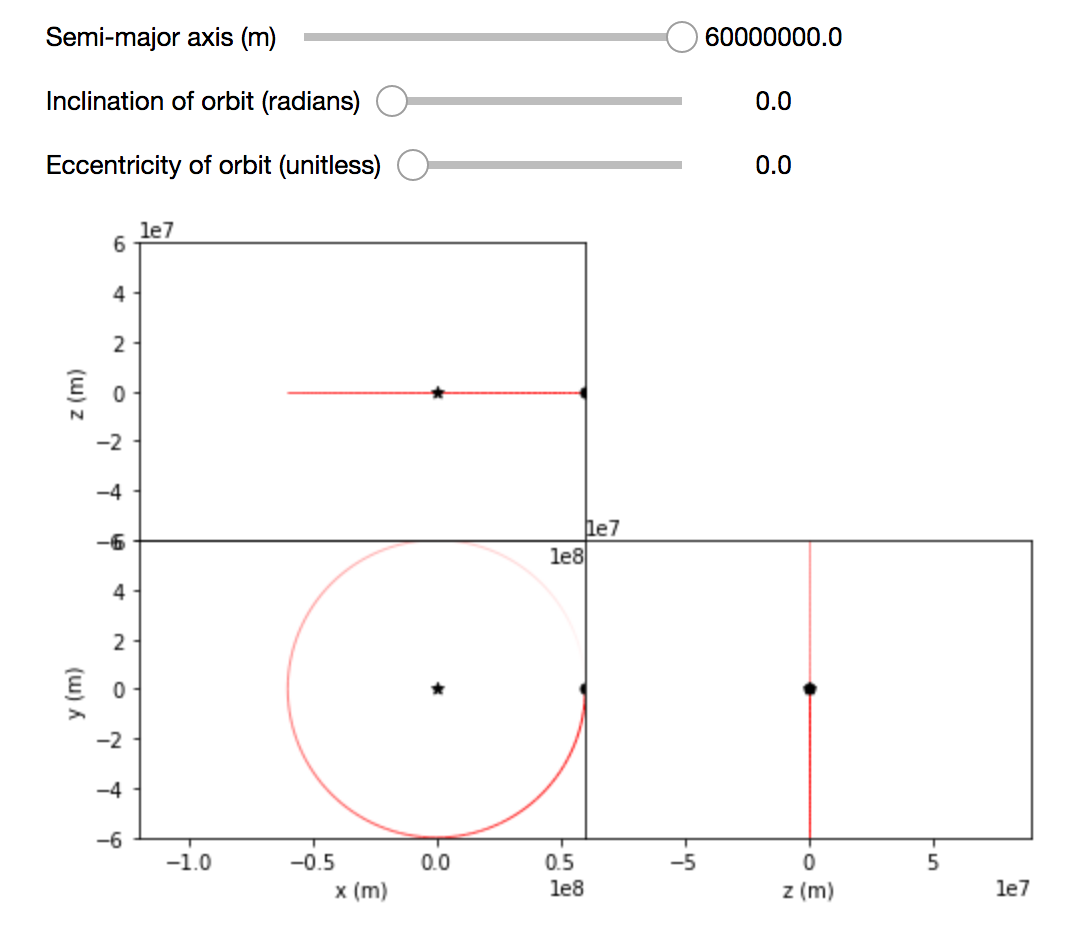 Semi-major axis (m) 60000000.0
Inclination of orbit (radians) 0.0
Eccentricity of orbit (unitless) 0.0
1e7
6
4
2
0
−2
−4
−6
z (m)
1e8
1e7
6
4
2
0
−2
−4
−6
y (m)
−1.0 −0.5 0.0 0.5 −5 0 5
x (m) 1e8 z (m) 1e7